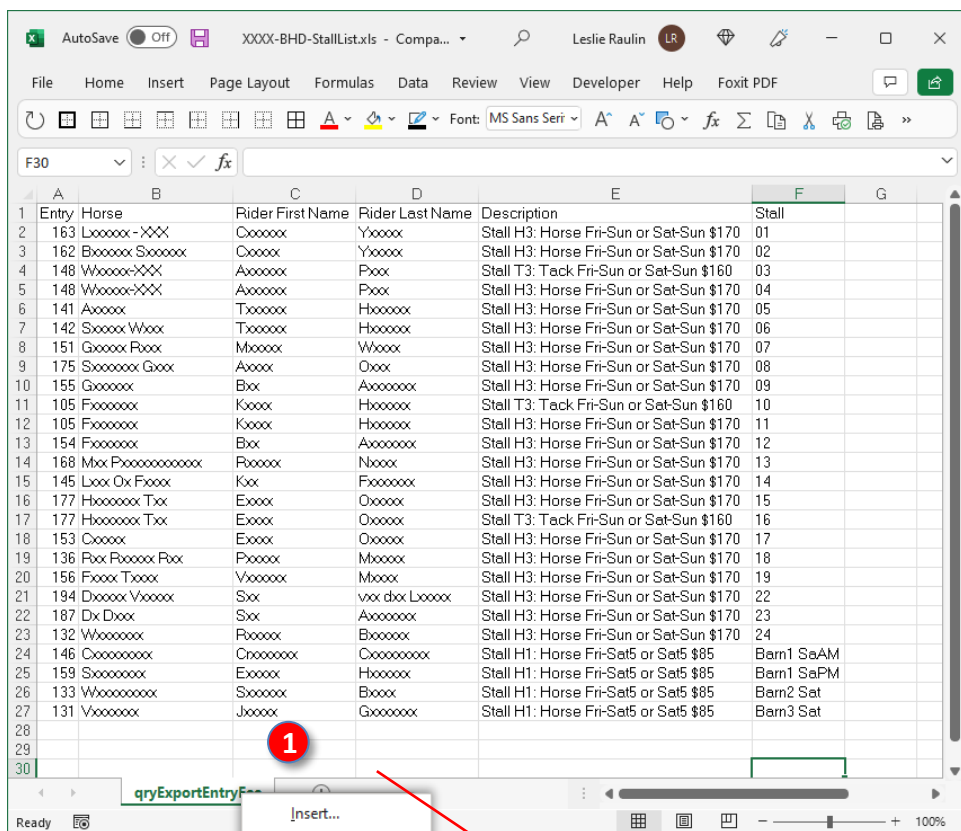 AutoSave Off XXXX-BHD-StallList.xls - Compa... Leslie Raulin LR
File Home Insert Page Layout Formulas Data Review View Developer Help Foxit PDF
A Font: MS Sans Seri A^ A˅ fx Σ »
F30 fx
A B C D E F G
1 Entry Horse Rider First Name Rider Last Name Description Stall
2 163 Lxxxxxx - XXX Cxxxxxx Yxxxxx Stall H3: Horse Fri-Sun or Sat-Sun $170 01
3 162 Bxxxxxx Sxxxxxx Cxxxxx Yxxxxx Stall H3: Horse Fri-Sun or Sat-Sun $170 02
4 148 Wxxxxx-XXX Axxxxxx Pxxx Stall T3: Tack Fri-Sun or Sat-Sun $160 03
5 148 Wxxxxx-XXX Axxxxxx Pxxx Stall H3: Horse Fri-Sun or Sat-Sun $170 04
6 141 Axxxxx Txxxxxx Hxxxxxx Stall H3: Horse Fri-Sun or Sat-Sun $170 05
7 142 Sxxxxx Wxxx Txxxxxx Hxxxxxx Stall H3: Horse Fri-Sun or Sat-Sun $170 06
8 151 Gxxxxx Rxxx Mxxxxx Wxxxx Stall H3: Horse Fri-Sun or Sat-Sun $170 07
9 175 Sxxxxxxx Gxxx Axxxx Oxxx Stall H3: Horse Fri-Sun or Sat-Sun $170 08
10 155 Gxxxxxx Bxx Axxxxxxx Stall H3: Horse Fri-Sun or Sat-Sun $170 09
11 105 Fxxxxxxx Kxxxx Hxxxxxx Stall T3: Tack Fri-Sun or Sat-Sun $160 10
12 105 Fxxxxxxx Kxxxx Hxxxxxx Stall H3: Horse Fri-Sun or Sat-Sun $170 11
13 154 Fxxxxxxx Bxx Axxxxxxx Stall H3: Horse Fri-Sun or Sat-Sun $170 12
14 168 Mxx Pxxxxxxxxxxxx Rxxxxx Nxxxx Stall H3: Horse Fri-Sun or Sat-Sun $170 13
15 145 Lxxx Ox Fxxxx Kxx Fxxxxxxx Stall H3: Horse Fri-Sun or Sat-Sun $170 14
16 177 Hxxxxxxx Txx Exxxx Oxxxxx Stall H3: Horse Fri-Sun or Sat-Sun $170 15
17 177 Hxxxxxxx Txx Exxxx Oxxxxx Stall T3: Tack Fri-Sun or Sat-Sun $160 16
18 153 Cxxxxx Exxxx Oxxxxx Stall H3: Horse Fri-Sun or Sat-Sun $170 17
19 136 Rxx Rxxxxx Rxx Pxxxxx Mxxxxx Stall H3: Horse Fri-Sun or Sat-Sun $170 18
20 156 Fxxxx Txxxx Vxxxxxx Mxxxx Stall H3: Horse Fri-Sun or Sat-Sun $170 19
21 194 Dxxxxx Vxxxxx Sxx vxx dxx Lxxxxx Stall H3: Horse Fri-Sun or Sat-Sun $170 22
22 187 Dx Dxxx Sxx Axxxxxxx Stall H3: Horse Fri-Sun or Sat-Sun $170 23
23 132 Wxxxxxxx Rxxxxx Bxxxxxx Stall H3: Horse Fri-Sun or Sat-Sun $170 24
24 146 Cxxxxxxxxx Crxxxxxxx Cxxxxxxxxx Stall H1: Horse Fri-Sat5 or Sat5 $85 Barn1 SaAM
25 159 Sxxxxxxxx Exxxxx Hxxxxxx Stall H1: Horse Fri-Sat5 or Sat5 $85 Barn1 SaPM
26 133 Wxxxxxxxxx Sxxxxxx Bxxxx Stall H1: Horse Fri-Sat5 or Sat5 $85 Barn2 Sat
27 131 Vxxxxxxx Jxxxxx Gxxxxxxx Stall H1: Horse Fri-Sat5 or Sat5 $85 Barn3 Sat
28
29
1
30
Insert...
Ready 100%